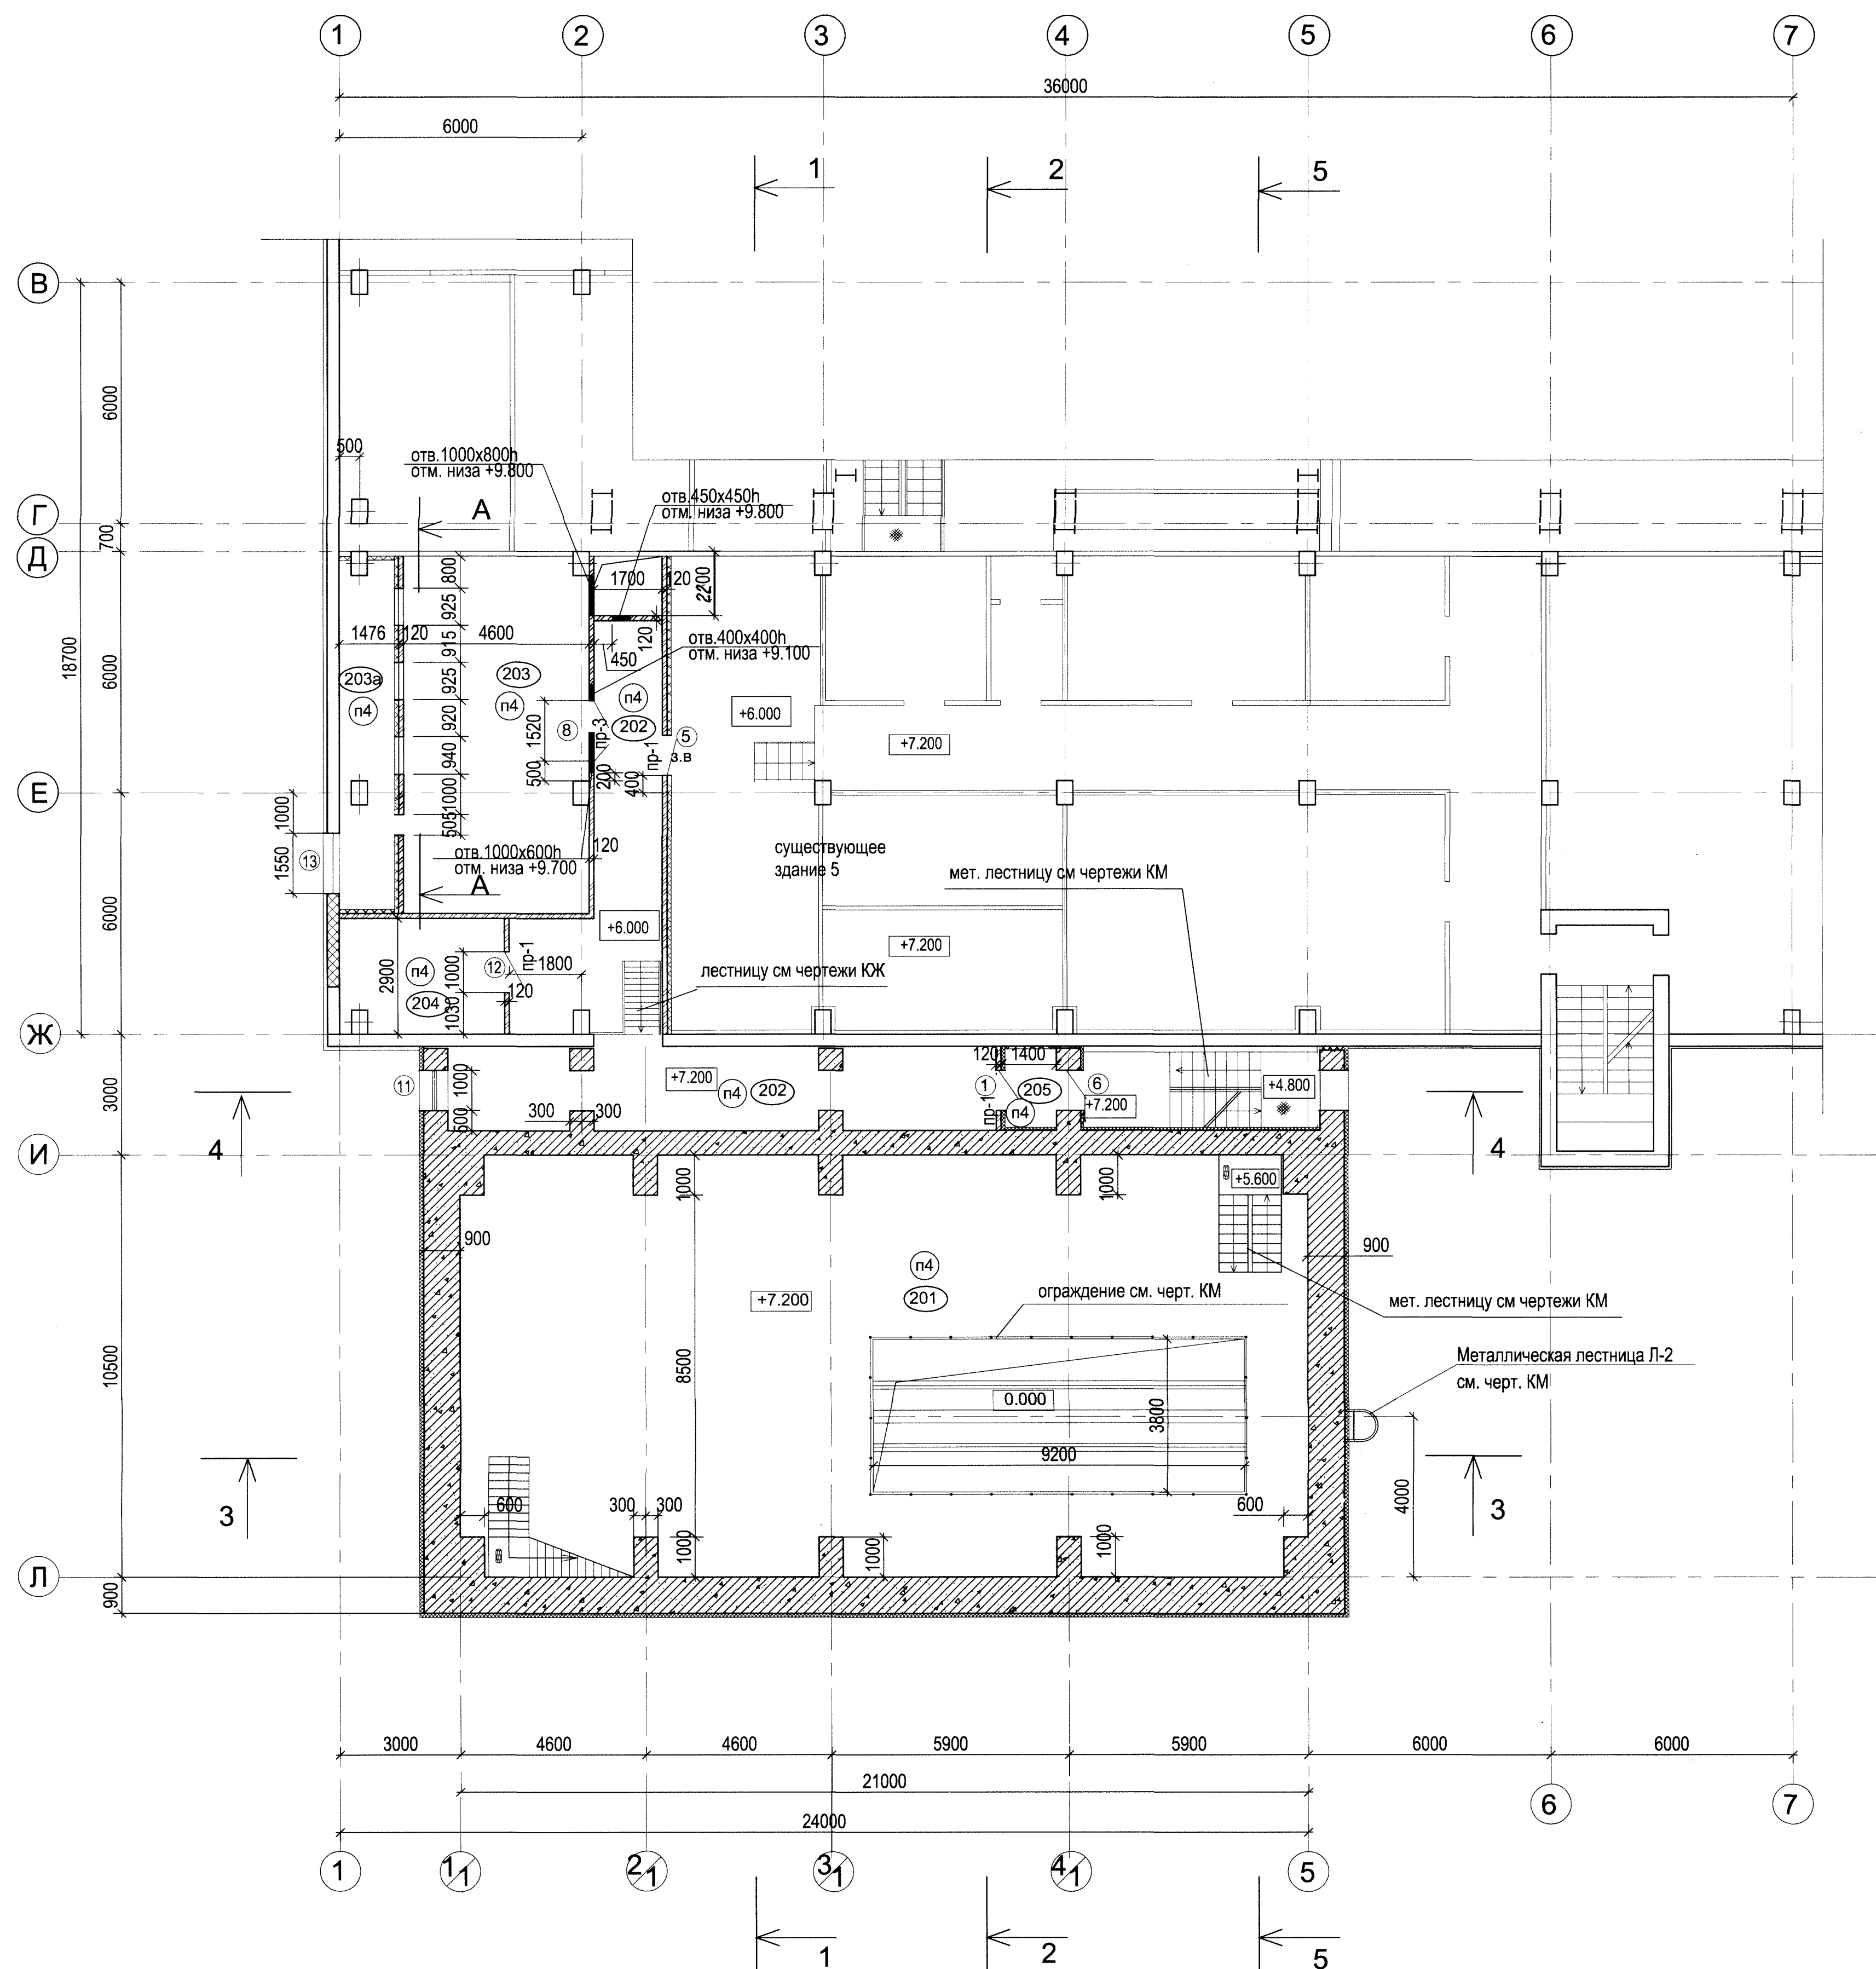 1 2 3 4 5 6 7
36000
6000
1 2 5
В
6000
500
отв.1000х800h
отм. низа +9.800
отв.450х450h
отм. низа +9.800
А
Г
700
Д
800
1700
120
2200
925
1476
120
4600
915
120
450
отв.400х400h
отм. низа +9.100
18700
6000
203а
п4
203
п4
925
п4
202
+6.000
1520
8
пр-3
920
5
з.в
пр-1
+7.200
940
500
200
400
Е
1000
1000
505
120
13
1550
отв.1000х600h
отм. низа +9.700
А
существующее
здание 5
мет. лестницу см чертежи КМ
6000
+6.000
+7.200
2900
п4
204
1000
12
пр-1
1800
120
1030
лестницу см чертежи КЖ
Ж
3000
11
1000
500
300
300
+7.200
п4
202
120
1400
1
пр-1
205
п4
6
+7.200
+4.800
4
4
И
1000
1000
+5.600
900
900
п4
201
+7.200
ограждение см. черт. КМ
мет. лестницу см чертежи КМ
10500
8500
Металлическая лестница Л-2
см. черт. КМ
0.000
3800
9200
4000
3
600
300
300
600
3
1000
1000
1000
Л
900
3000
4600
4600
5900
5900
6000
6000
21000
24000
6 7
1 1/1 2/1 3/1 4/1 5
1 2 5